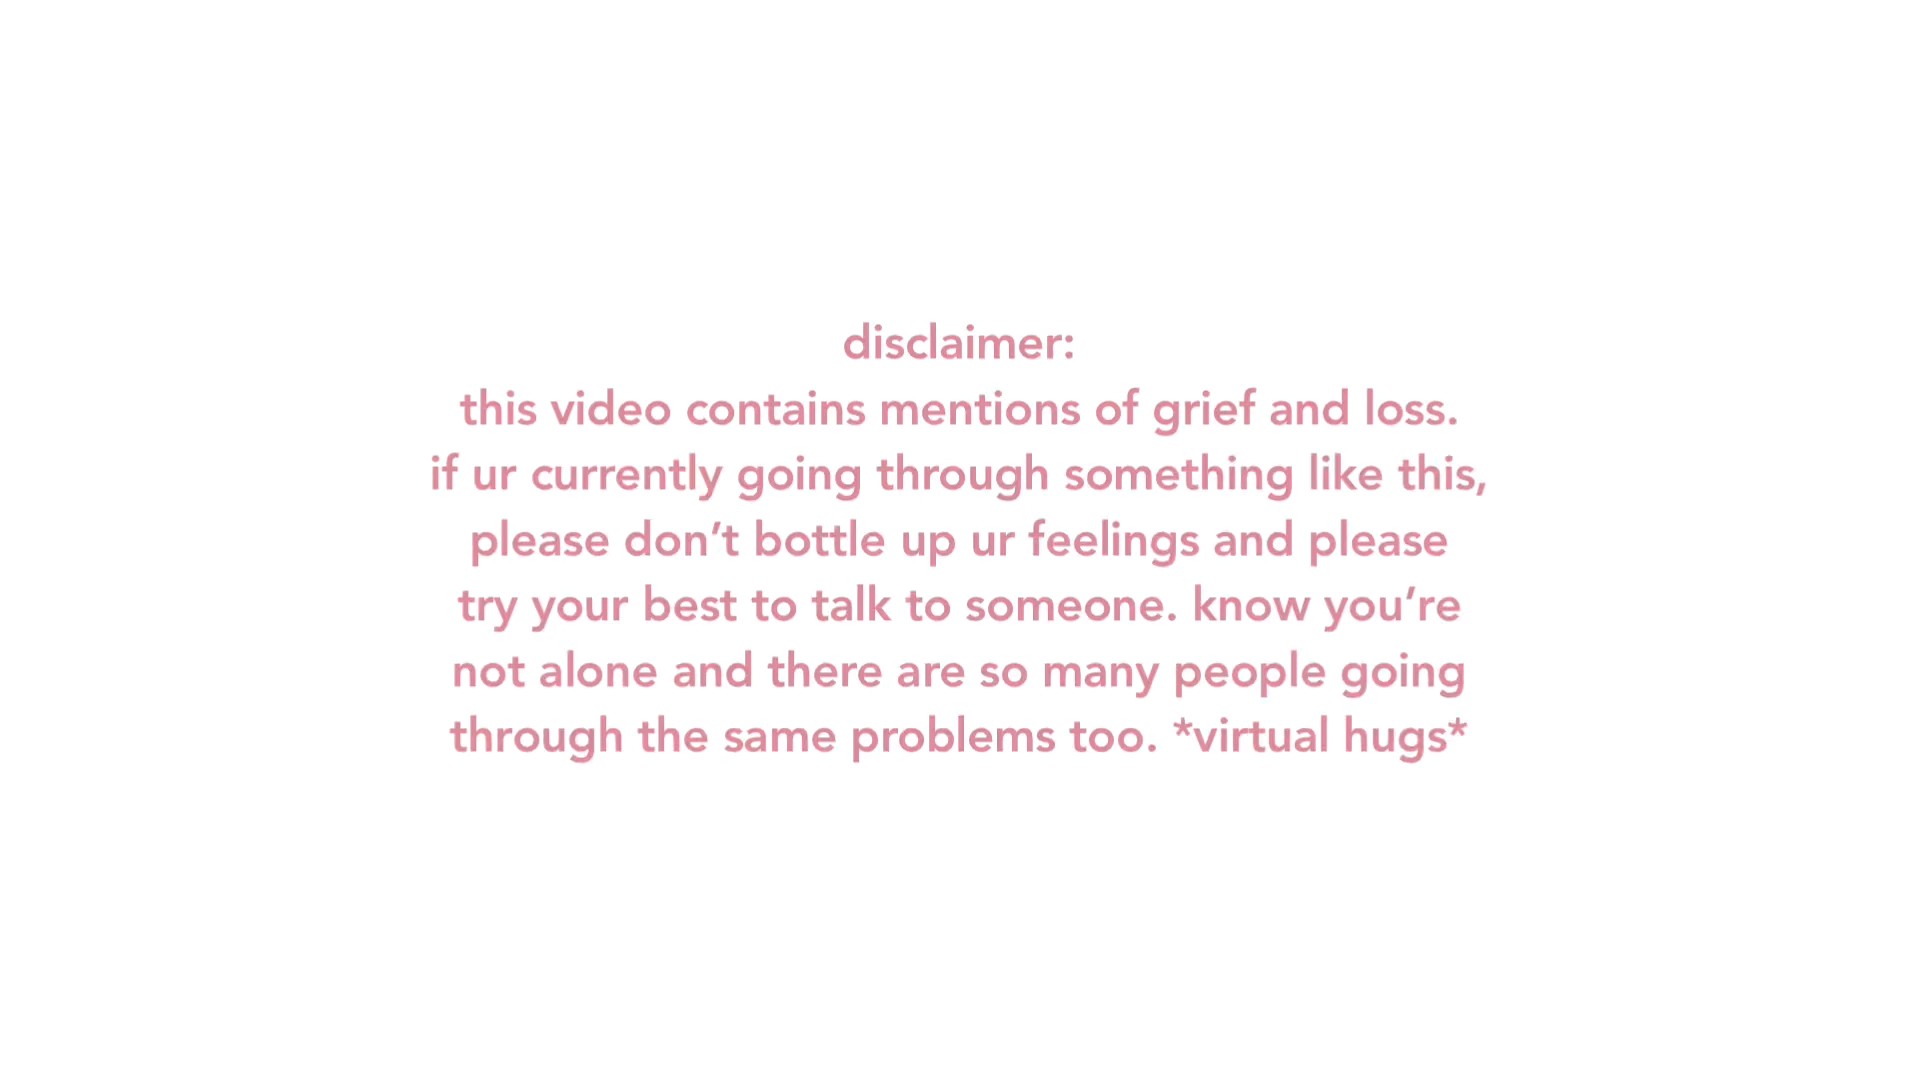 disclaimer:
this video contains mentions of grief and loss.
if ur currently going through something like this,
please don’t bottle up ur feelings and please
try your best to talk to someone. know you’re
not alone and there are so many people going
through the same problems too. *virtual hugs*